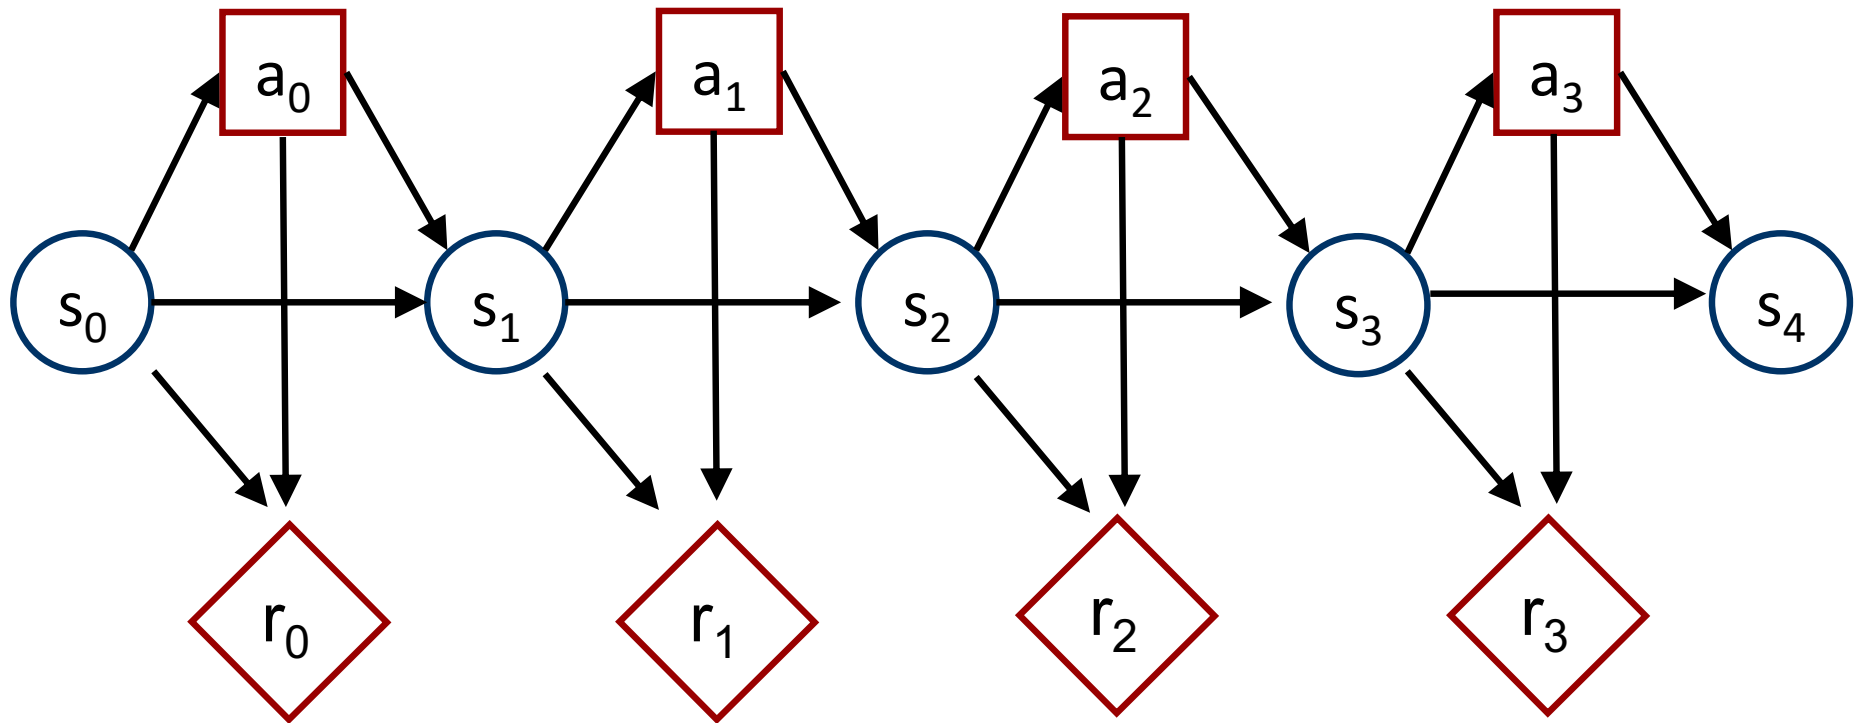 a₀ a₁ a₂ a₃
s₀ s₁ s₂ s₃ s₄
r₀ r₁ r₂ r₃